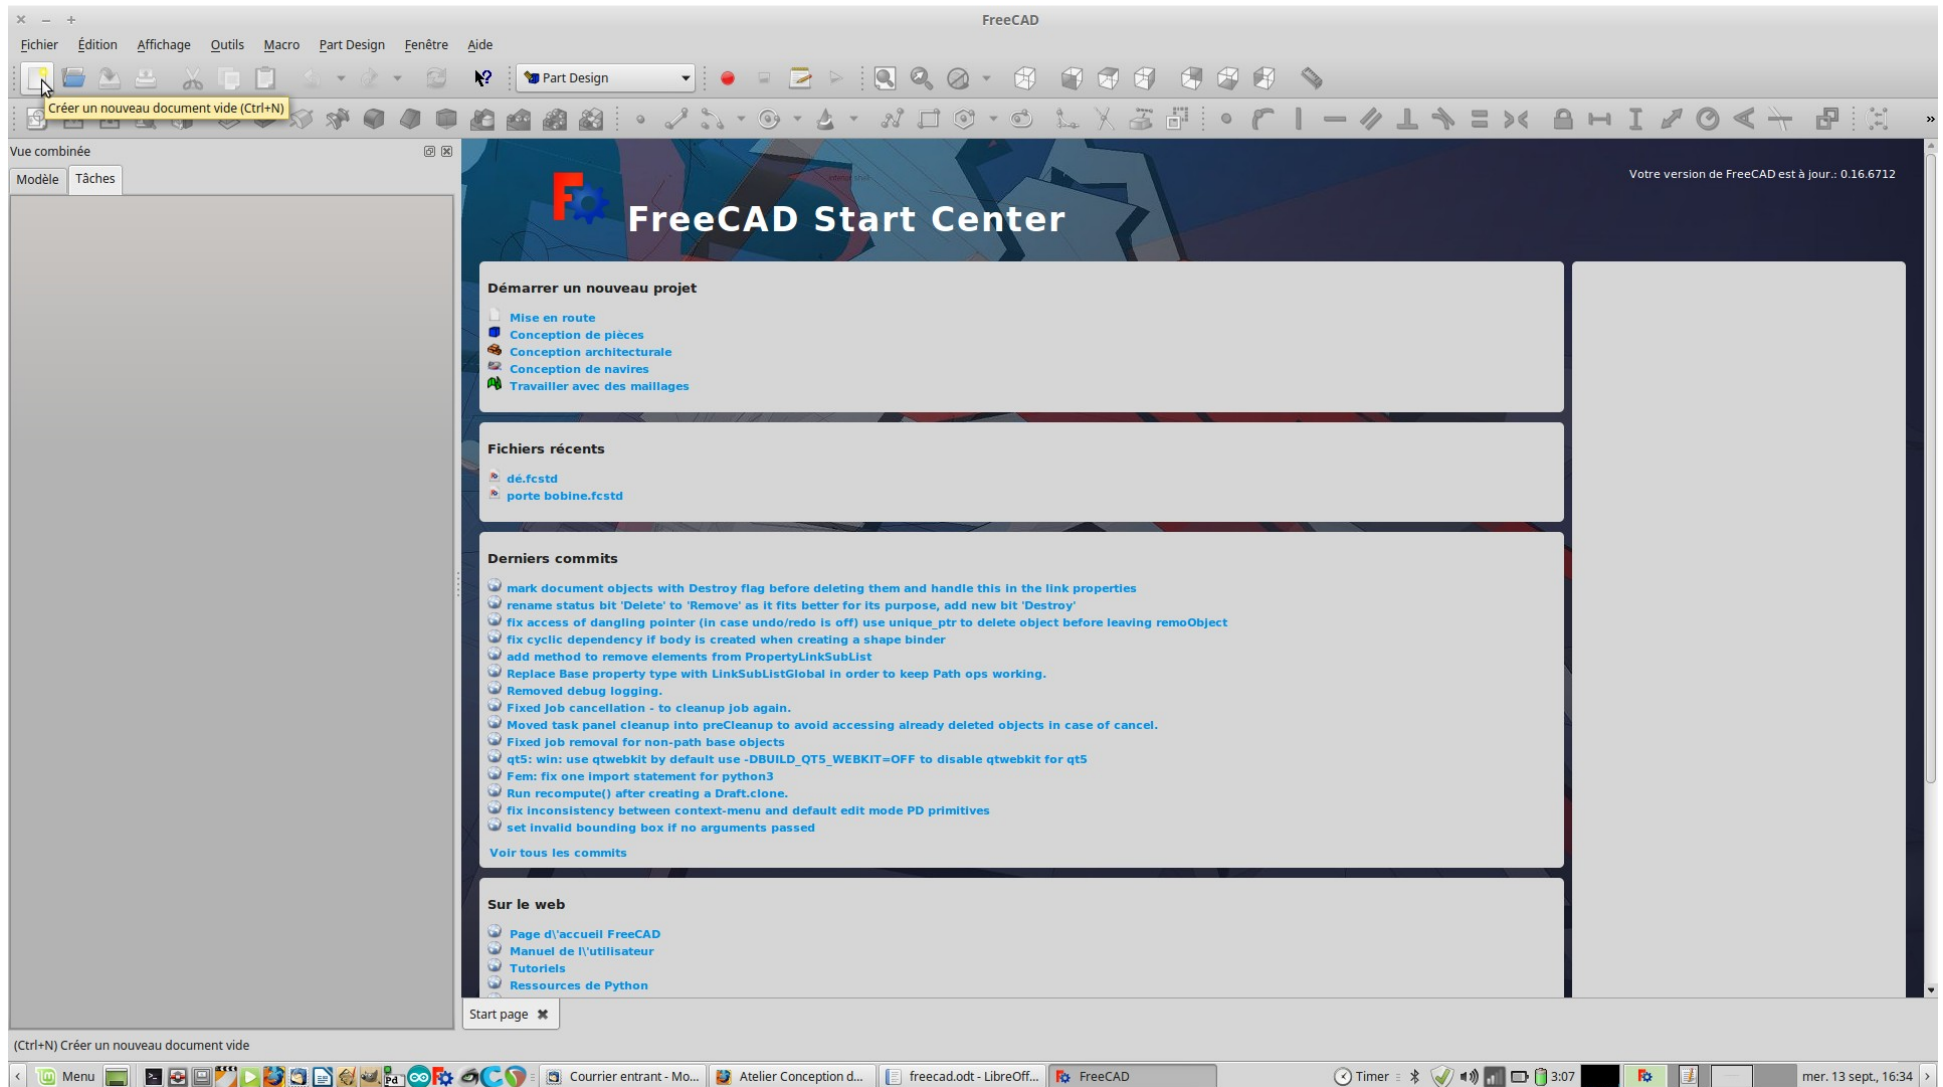 FreeCAD
Fichier Édition Affichage Outils Macro Part Design Fenêtre Aide
Part Design
Créer un nouveau document vide (Ctrl+N)
»
Vue combinée
Modèle Tâches
Votre version de FreeCAD est à jour.: 0.16.6712
FreeCAD Start Center
Démarrer un nouveau projet
Mise en route
Conception de pièces
Conception architecturale
Conception de navires
Travailler avec des maillages
Fichiers récents
dé.fcstd
porte bobine.fcstd
Derniers commits
mark document objects with Destroy flag before deleting them and handle this in the link properties
rename status bit 'Delete' to 'Remove' as it fits better for its purpose, add new bit 'Destroy'
fix access of dangling pointer (in case undo/redo is off) use unique_ptr to delete object before leaving remoObject
fix cyclic dependency if body is created when creating a shape binder
add method to remove elements from PropertyLinkSubList
Replace Base property type with LinkSubListGlobal in order to keep Path ops working.
Removed debug logging.
Fixed Job cancellation - to cleanup job again.
Moved task panel cleanup into preCleanup to avoid accessing already deleted objects in case of cancel.
Fixed job removal for non-path base objects
qt5: win: use qtwebkit by default use -DBUILD_QT5_WEBKIT=OFF to disable qtwebkit for qt5
Fem: fix one import statement for python3
Run recompute() after creating a Draft.clone.
fix inconsistency between context-menu and default edit mode PD primitives
set invalid bounding box if no arguments passed
Voir tous les commits
Sur le web
Page d\'accueil FreeCAD
Manuel de l\'utilisateur
Tutoriels
Ressources de Python
Start page
(Ctrl+N) Créer un nouveau document vide
Menu Pd Courrier entrant - Mo... Atelier Conception d... freecad.odt - LibreOff... FreeCAD Timer 3:07 mer. 13 sept., 16:34